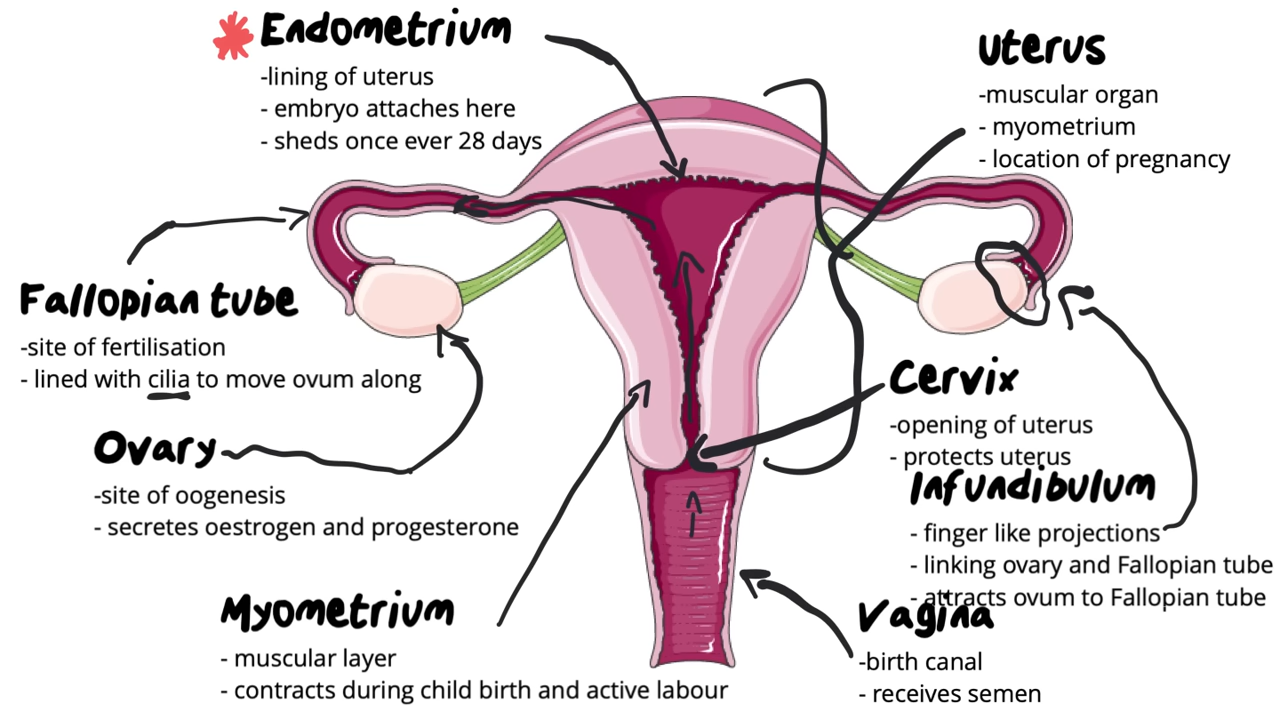 Endometrium
-lining of uterus
- embryo attaches here
- sheds once ever 28 days
Uterus
-muscular organ
- myometrium
- location of pregnancy
Fallopian tube
-site of fertilisation
- lined with cilia to move ovum along
Ovary
-site of oogenesis
- secretes oestrogen and progesterone
Cervix
-opening of uterus
- protects uterus
Infundibulum
- finger like projections
- linking ovary and Fallopian tube
- attracts ovum to Fallopian tube
Myometrium
- muscular layer
- contracts during child birth and active labour
Vagina
-birth canal
- receives semen